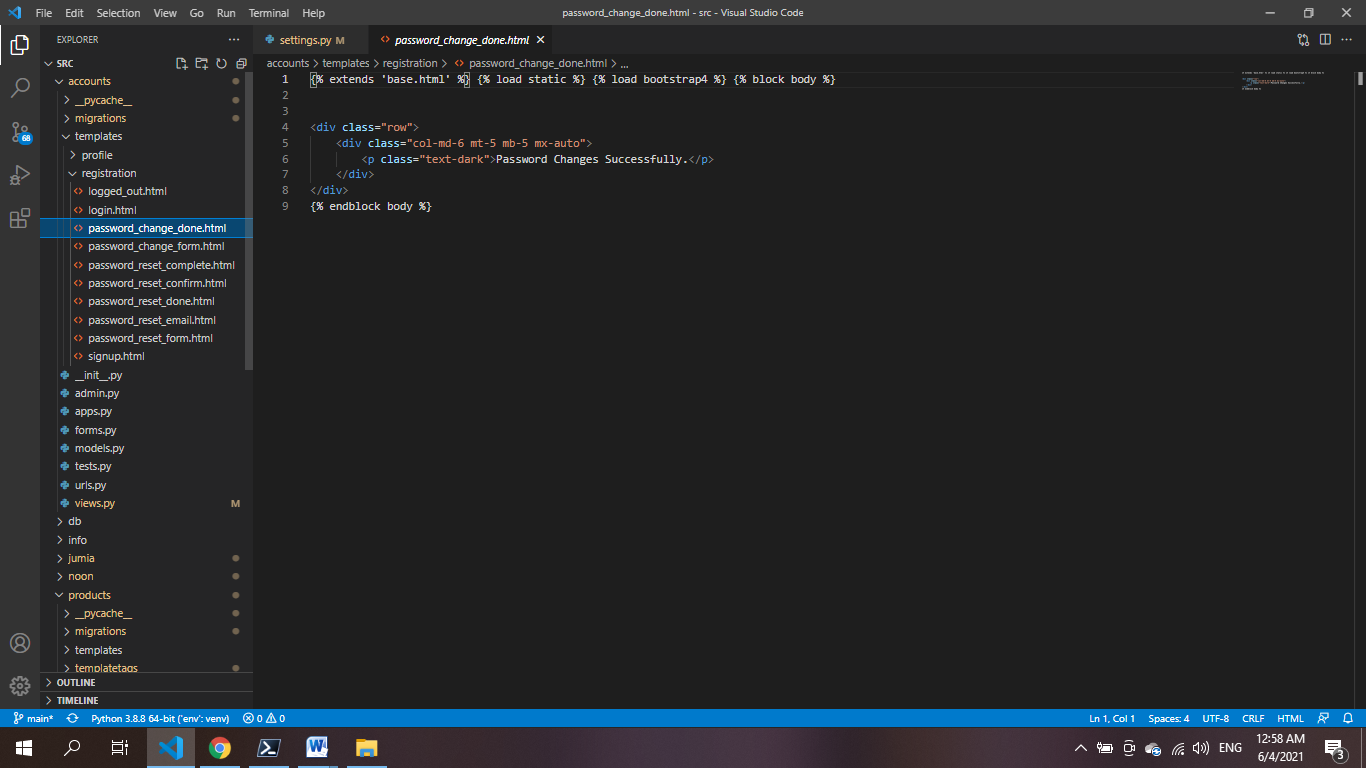 File Edit Selection View Go Run Terminal Help password_change_done.html - src - Visual Studio Code
EXPLORER
settings.py M
password_change_done.html
SRC
accounts > templates > registration > password_change_done.html > ...
accounts
__pycache__
migrations
templates
profile
registration
logged_out.html
login.html
password_change_done.html
password_change_form.html
password_reset_complete.html
password_reset_confirm.html
password_reset_done.html
password_reset_email.html
password_reset_form.html
signup.html
__init__.py
admin.py
apps.py
forms.py
models.py
tests.py
urls.py
views.py M
db
info
jumia
noon
products
__pycache__
migrations
templates
templatetags
OUTLINE
TIMELINE
68
1 {% extends 'base.html' %} {% load static %} {% load bootstrap4 %} {% block body %}
2
3
4 <div class="row">
5 <div class="col-md-6 mt-5 mb-5 mx-auto">
6 <p class="text-dark">Password Changes Successfully.</p>
7 </div>
8 </div>
9 {% endblock body %}
main* Python 3.8.8 64-bit ('env': venv) 0 0 Ln 1, Col 1 Spaces: 4 UTF-8 CRLF HTML
ENG
12:58 AM
6/4/2021
3